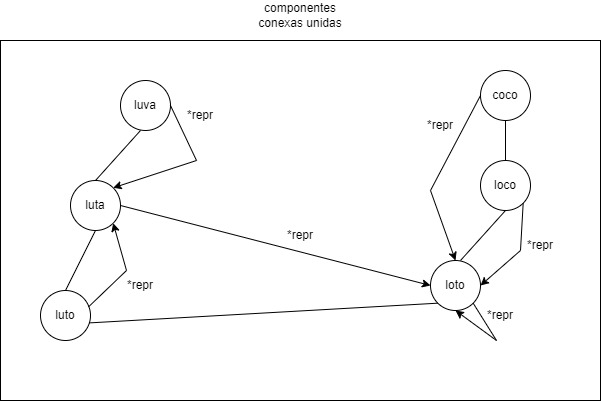 componentes
conexas unidas
coco
luva
*repr
*repr
loco
luta
*repr
*repr
*repr
loto
luto
*repr